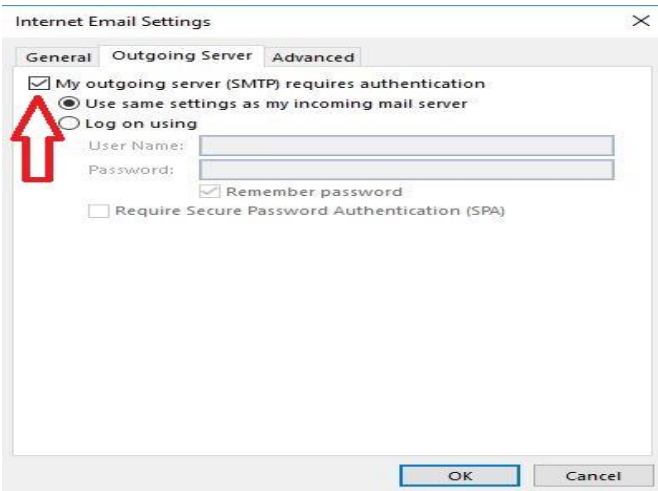 Internet Email Settings
General Outgoing Server Advanced
My outgoing server (SMTP) requires authentication
Use same settings as my incoming mail server
Log on using
User Name:
Password:
Remember password
Require Secure Password Authentication (SPA)
OK Cancel